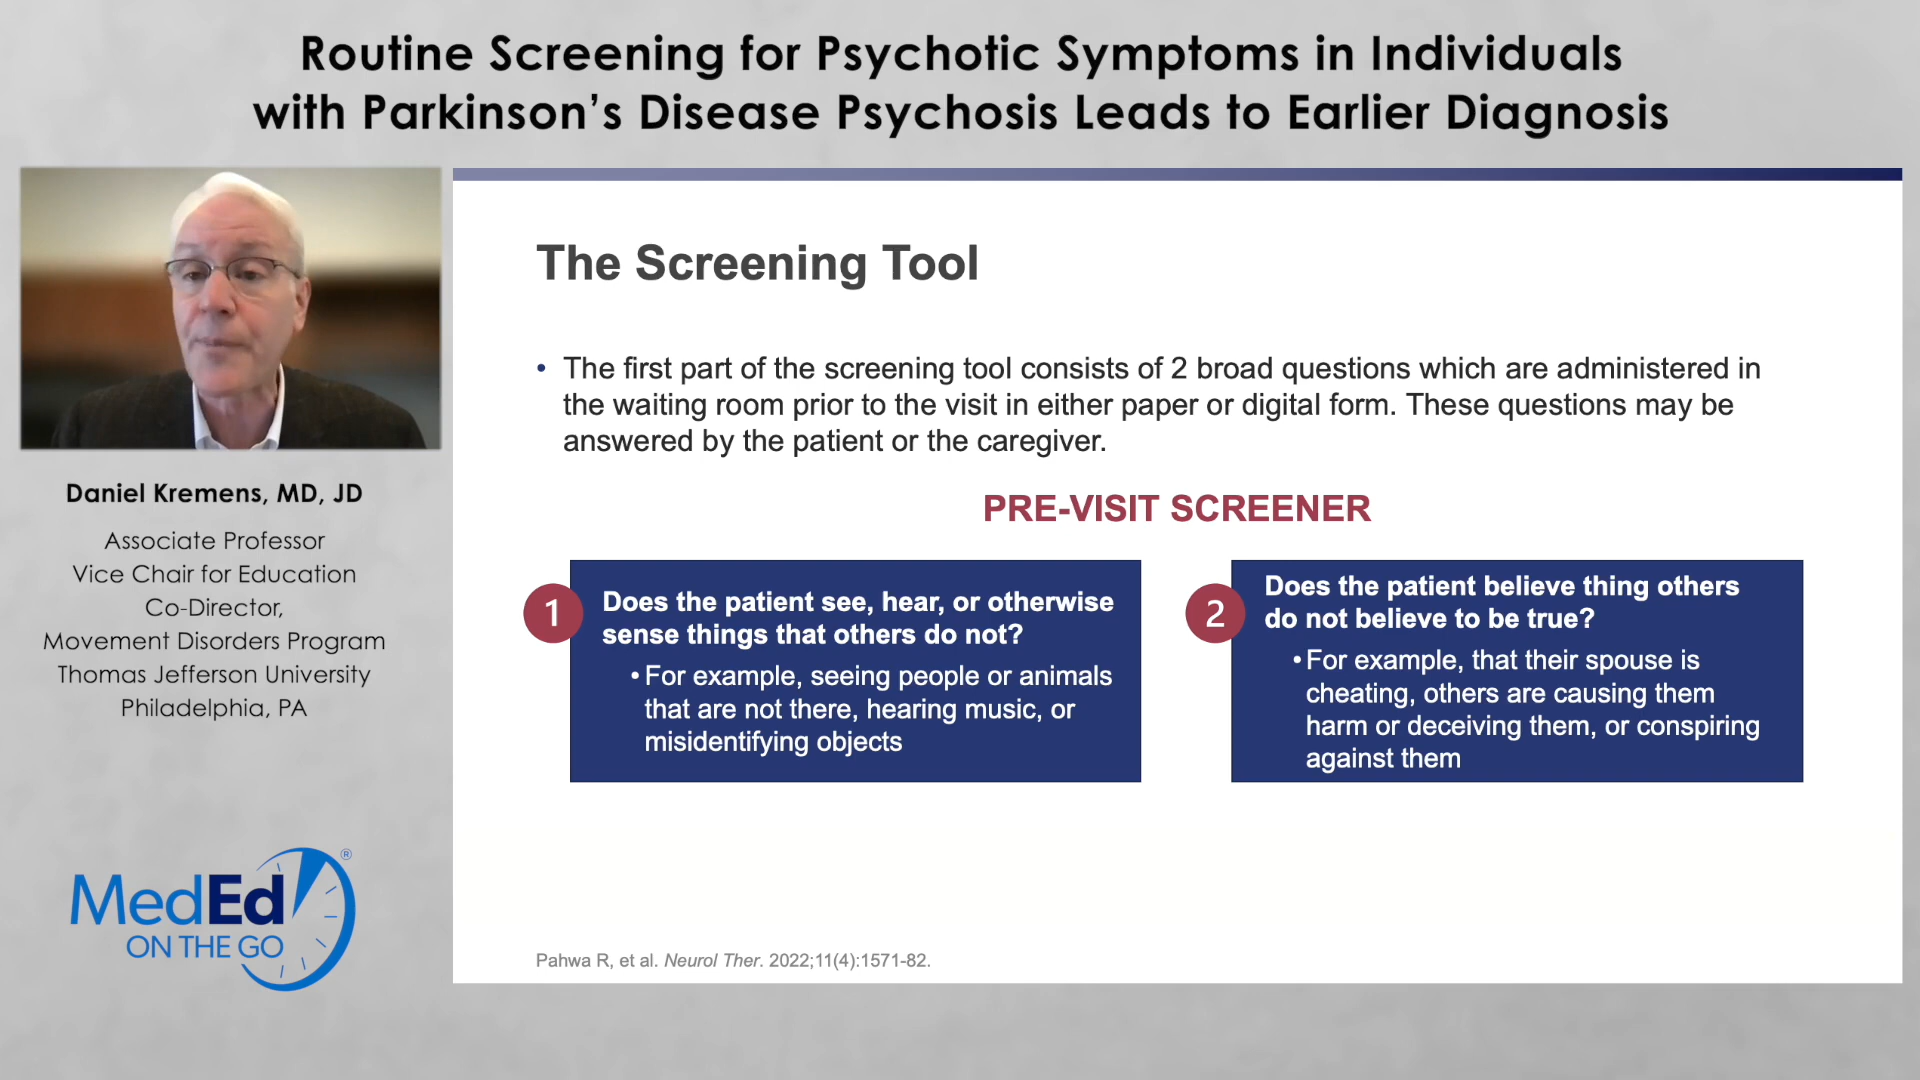 Routine Screening for Psychotic Symptoms in Individuals
with Parkinson's Disease Psychosis Leads to Earlier Diagnosis
Daniel Kremens, MD, JD
Associate Professor
Vice Chair for Education
Co-Director,
Movement Disorders Program
Thomas Jefferson University
Philadelphia, PA
MedEd®
ON THE GO
The Screening Tool
• The first part of the screening tool consists of 2 broad questions which are administered in
the waiting room prior to the visit in either paper or digital form. These questions may be
answered by the patient or the caregiver.
PRE-VISIT SCREENER
1
Does the patient see, hear, or otherwise
sense things that others do not?
• For example, seeing people or animals
that are not there, hearing music, or
misidentifying objects
2
Does the patient believe thing others
do not believe to be true?
• For example, that their spouse is
cheating, others are causing them
harm or deceiving them, or conspiring
against them
Pahwa R, et al. Neurol Ther. 2022;11(4):1571-82.